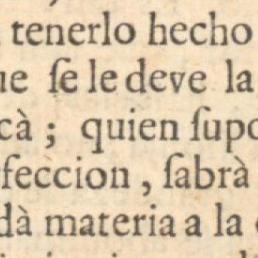 tenerlo hecho
ue ſe le deve la
cà; quien ſupo
feccion, ſabrà
dà materia a la